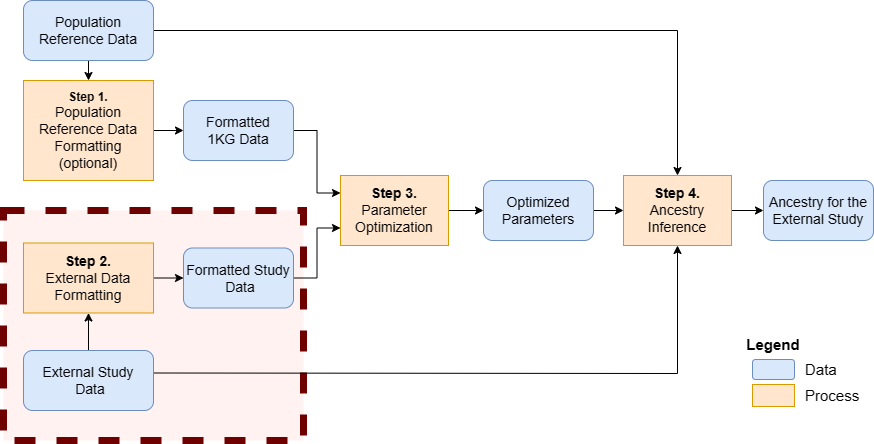 Population
Reference Data
Step 1.
Population
Reference Data
Formatting
(optional)
Formatted
1KG Data
Step 2.
External Data
Formatting
Formatted Study
Data
External Study
Data
Step 3.
Parameter
Optimization
Optimized
Parameters
Step 4.
Ancestry
Inference
Ancestry for the
External Study
Legend
Data
Process